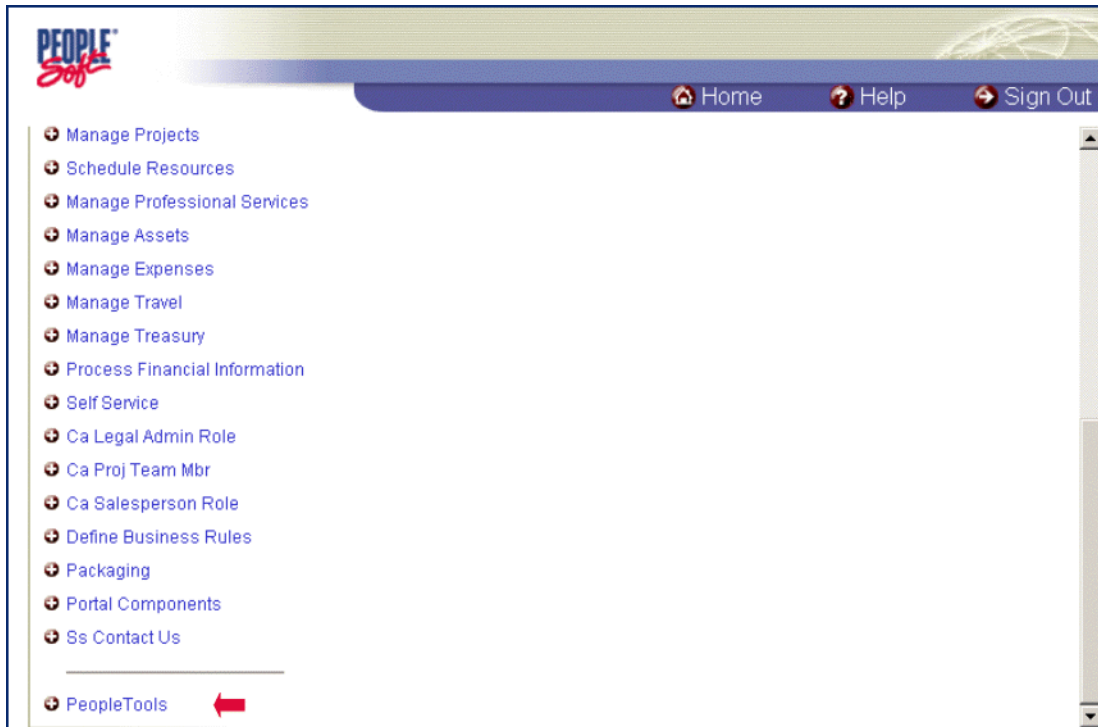 PEOPLE
Soft
Home Help Sign Out
Manage Projects
Schedule Resources
Manage Professional Services
Manage Assets
Manage Expenses
Manage Travel
Manage Treasury
Process Financial Information
Self Service
Ca Legal Admin Role
Ca Proj Team Mbr
Ca Salesperson Role
Define Business Rules
Packaging
Portal Components
Ss Contact Us
PeopleTools